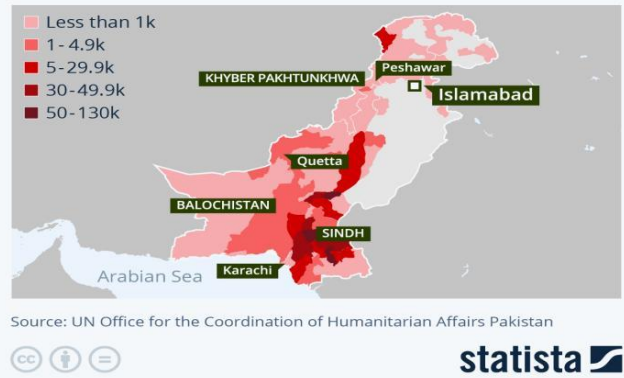 Less than 1k
1-4.9k
5-29.9k
30-49.9k
50-130k
Peshawar
KHYBER PAKHTUNKHWA
Islamabad
Quetta
BALOCHISTAN
SINDH
Karachi
Arabian Sea
Source: UN Office for the Coordination of Humanitarian Affairs Pakistan
cc
statista